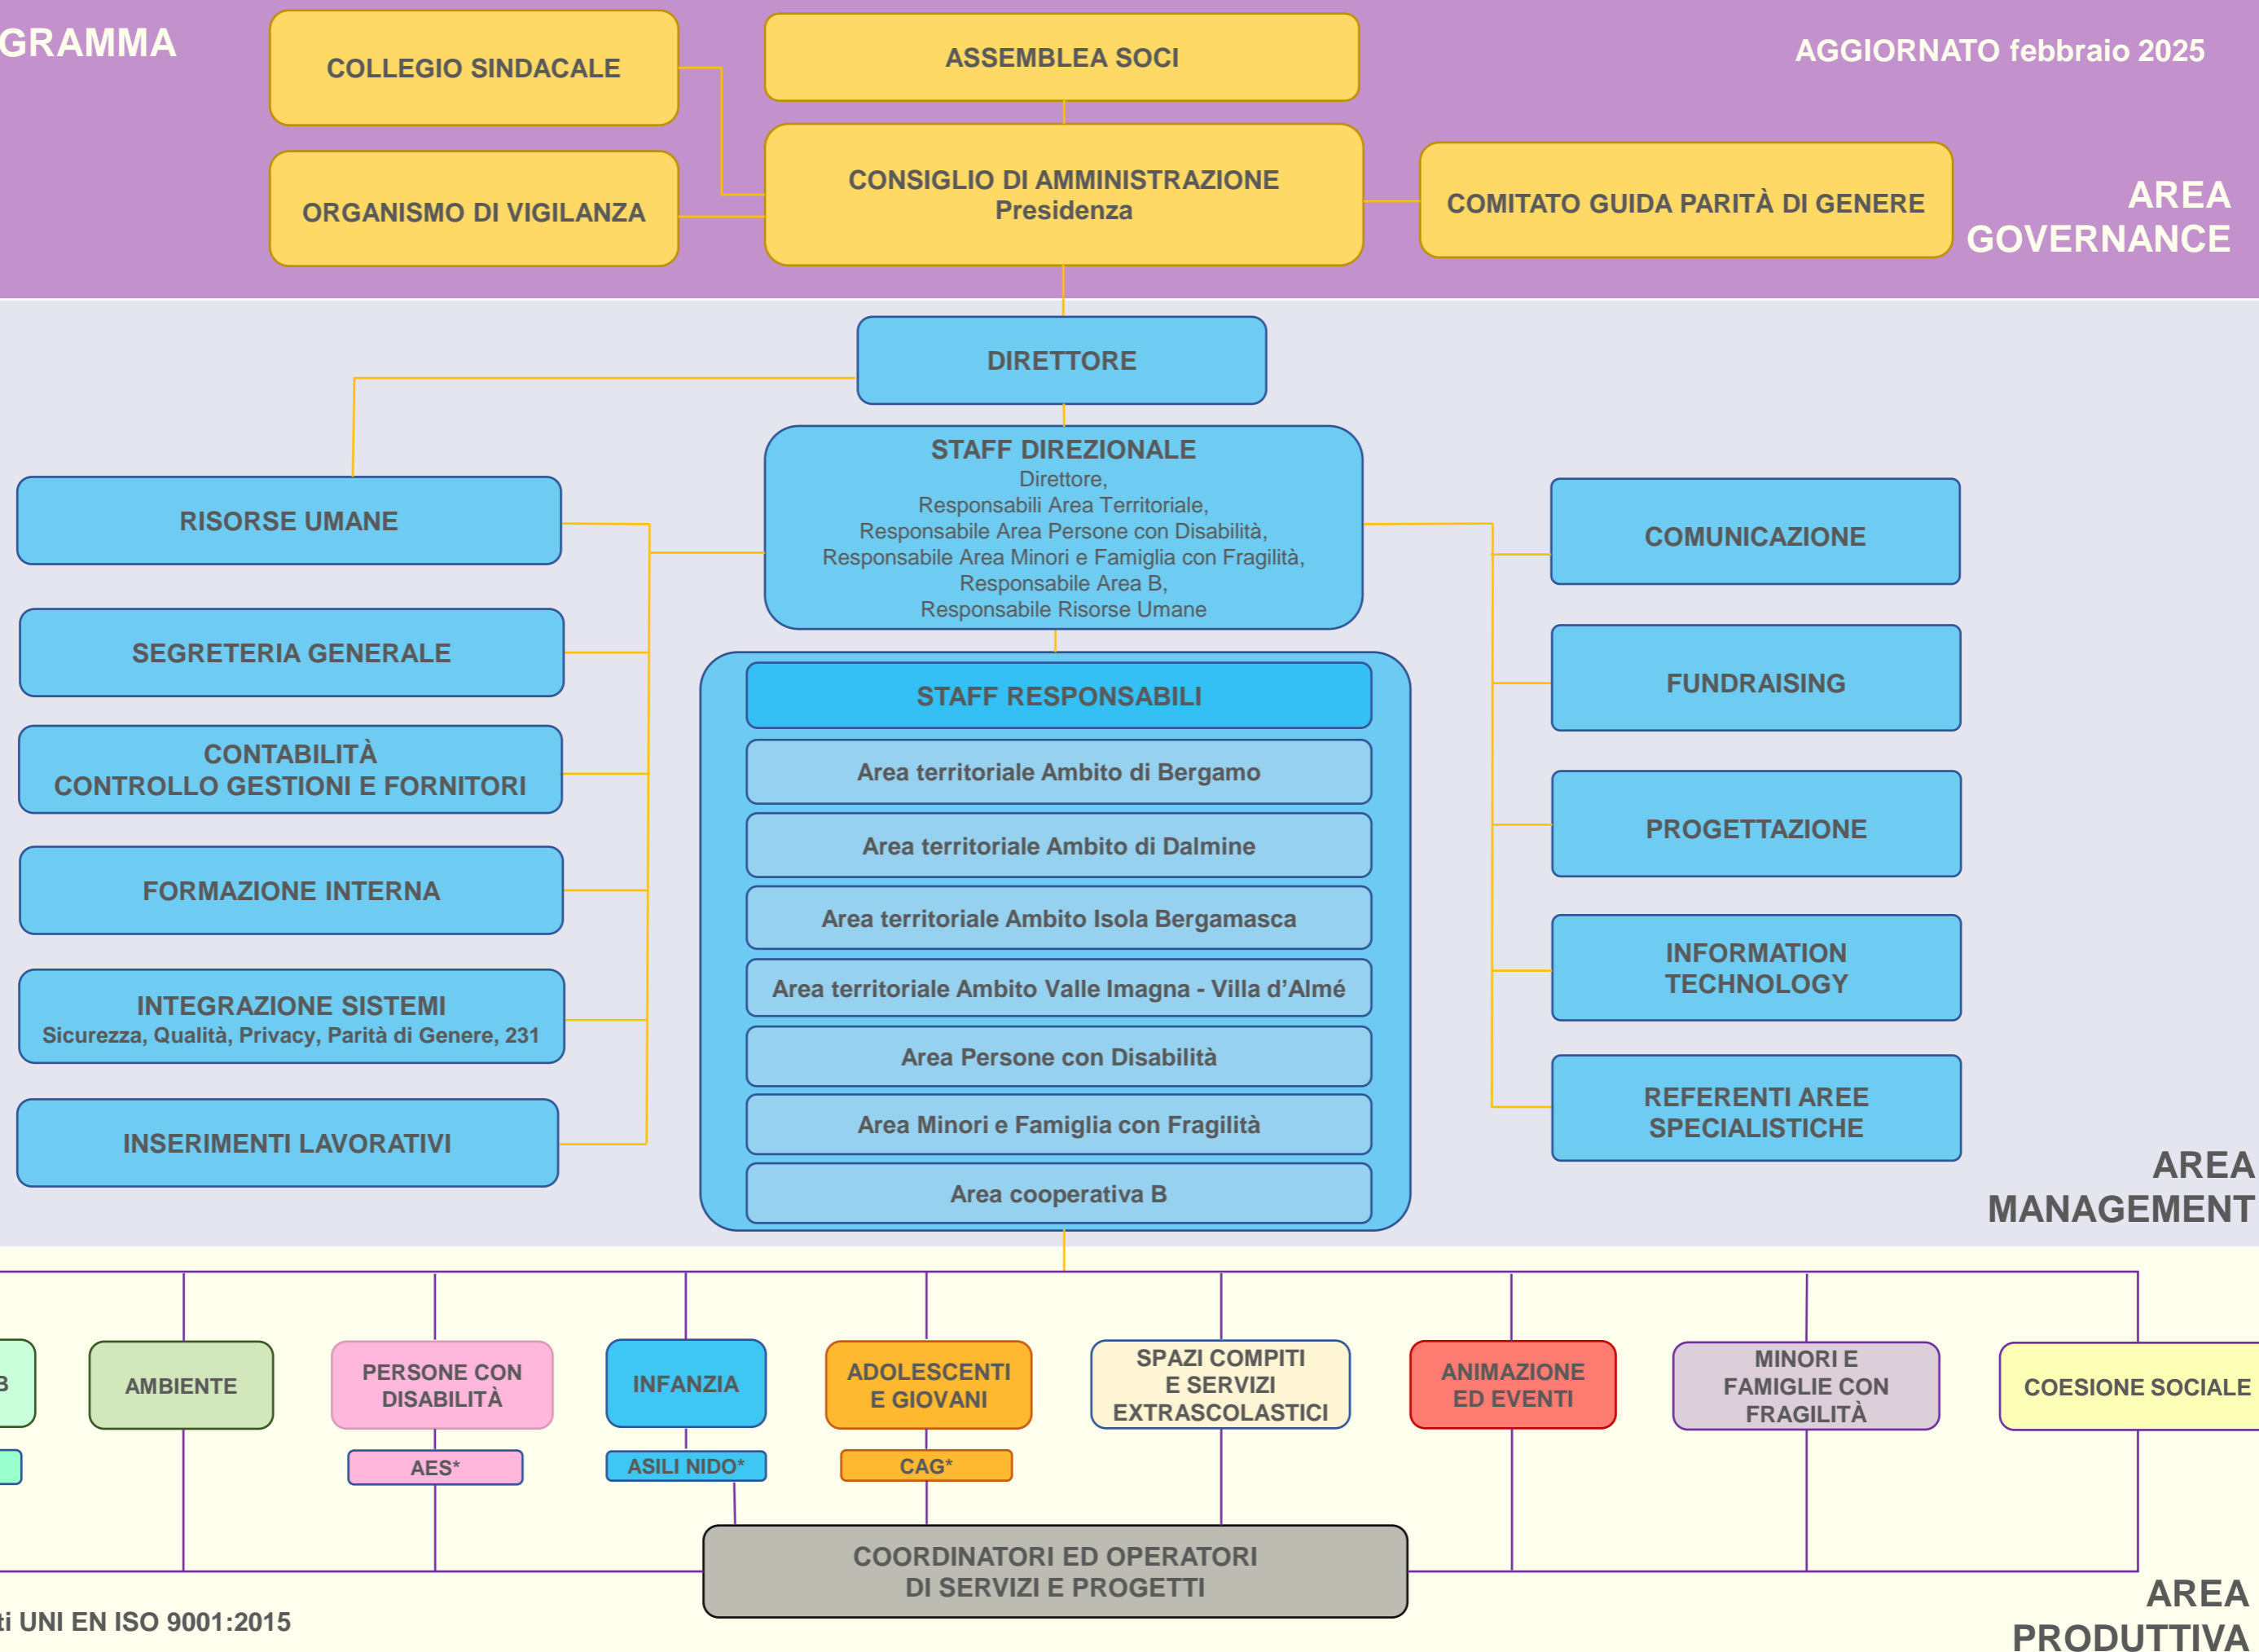 GRAMMA
AGGIORNATO febbraio 2025
COLLEGIO SINDACALE
ASSEMBLEA SOCI
ORGANISMO DI VIGILANZA
CONSIGLIO DI AMMINISTRAZIONE
Presidenza
COMITATO GUIDA PARITÀ DI GENERE
AREA
GOVERNANCE
DIRETTORE
STAFF DIREZIONALE
Direttore,
Responsabili Area Territoriale,
Responsabile Area Persone con Disabilità,
Responsabile Area Minori e Famiglia con Fragilità,
Responsabile Area B,
Responsabile Risorse Umane
RISORSE UMANE
SEGRETERIA GENERALE
CONTABILITÀ
CONTROLLO GESTIONI E FORNITORI
FORMAZIONE INTERNA
INTEGRAZIONE SISTEMI
Sicurezza, Qualità, Privacy, Parità di Genere, 231
INSERIMENTI LAVORATIVI
STAFF RESPONSABILI
Area territoriale Ambito di Bergamo
Area territoriale Ambito di Dalmine
Area territoriale Ambito Isola Bergamasca
Area territoriale Ambito Valle Imagna - Villa d’Almé
Area Persone con Disabilità
Area Minori e Famiglia con Fragilità
Area cooperativa B
COMUNICAZIONE
FUNDRAISING
PROGETTAZIONE
INFORMATION
TECHNOLOGY
REFERENTI AREE
SPECIALISTICHE
AREA
MANAGEMENT
B
AMBIENTE
PERSONE CON
DISABILITÀ
AES*
INFANZIA
ASILI NIDO*
ADOLESCENTI
E GIOVANI
CAG*
SPAZI COMPITI
E SERVIZI
EXTRASCOLASTICI
ANIMAZIONE
ED EVENTI
MINORI E
FAMIGLIE CON
FRAGILITÀ
COESIONE SOCIALE
COORDINATORI ED OPERATORI
DI SERVIZI E PROGETTI
ti UNI EN ISO 9001:2015
AREA
PRODUTTIVA